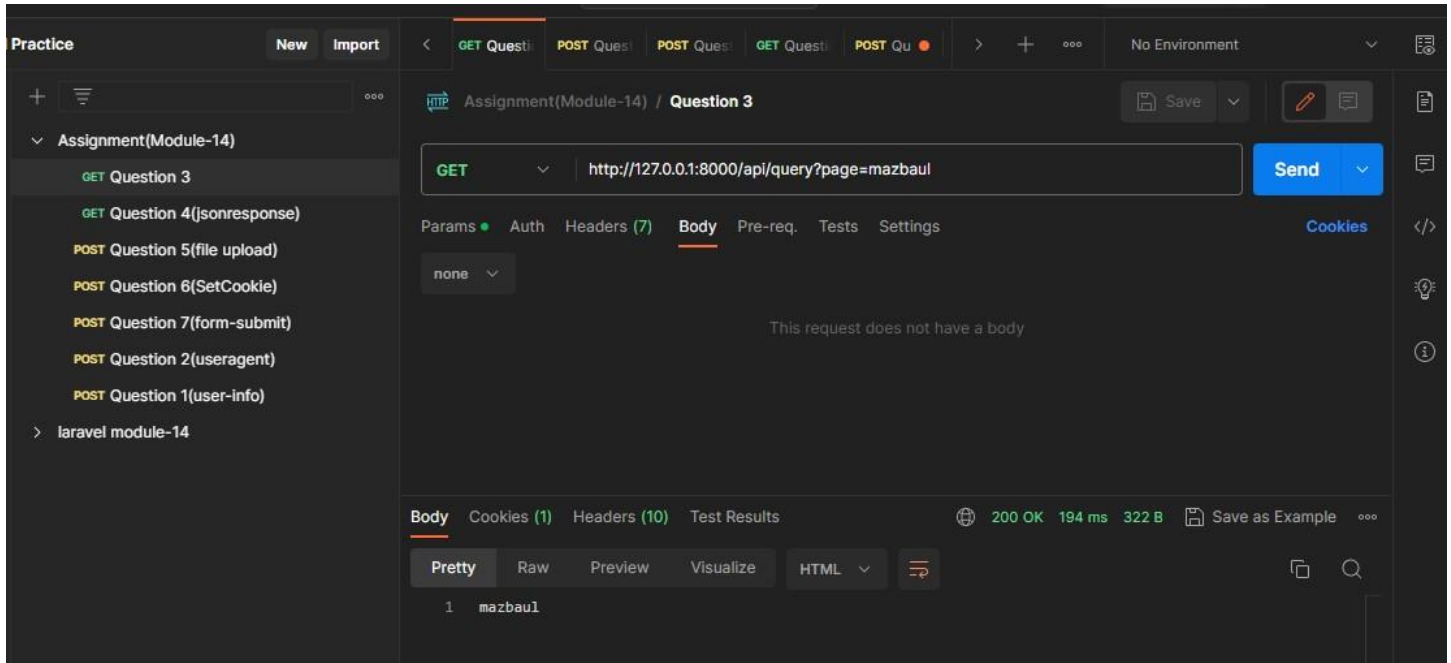 Practice New Import
GET Questi POST Quest POST Ques GET Questi POST Qu No Environment
Assignment(Module-14) / Question 3 Save
Assignment(Module-14)
GET Question 3
GET Question 4(jsonresponse)
POST Question 5(file upload)
POST Question 6(SetCookie)
POST Question 7(form-submit)
POST Question 2(useragent)
POST Question 1(user-info)
laravel module-14
GET http://127.0.0.1:8000/api/query?page=mazbaul Send
Params Auth Headers (7) Body Pre-req. Tests Settings Cookies
none
This request does not have a body
Body Cookies (1) Headers (10) Test Results 200 OK 194 ms 322 B Save as Example
Pretty Raw Preview Visualize HTML
1 mazbaul